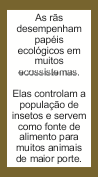 As rãs
desempenham
papéis
ecológicos em
muitos
ecossistemas.
Elas controlam a
população de
insetos e servem
como fonte de
alimento para
muitos animais
de maior porte.